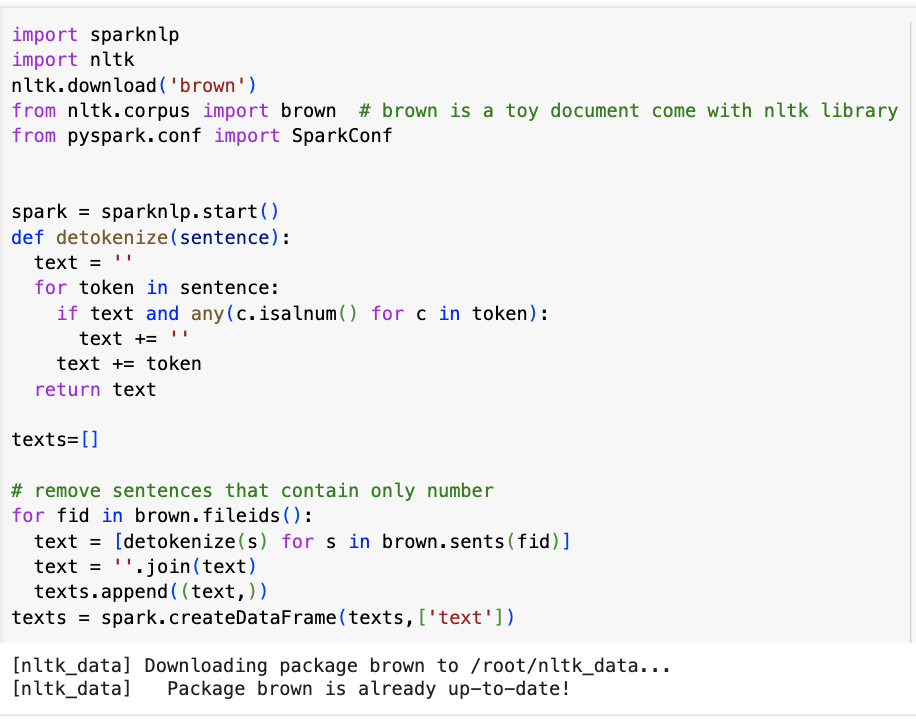 import sparknlp
import nltk
nltk.download('brown')
from nltk.corpus import brown  # brown is a toy document come with nltk library
from pyspark.conf import SparkConf
spark = sparknlp.start()
def detokenize(sentence):
  text = ''
  for token in sentence:
    if text and any(c.isalnum() for c in token):
      text += ''
    text += token
  return text
texts=[]
# remove sentences that contain only number
for fid in brown.fileids():
  text = [detokenize(s) for s in brown.sents(fid)]
  text = ''.join(text)
  texts.append((text,))
texts = spark.createDataFrame(texts,['text'])
[nltk_data] Downloading package brown to /root/nltk_data...
[nltk_data]   Package brown is already up-to-date!